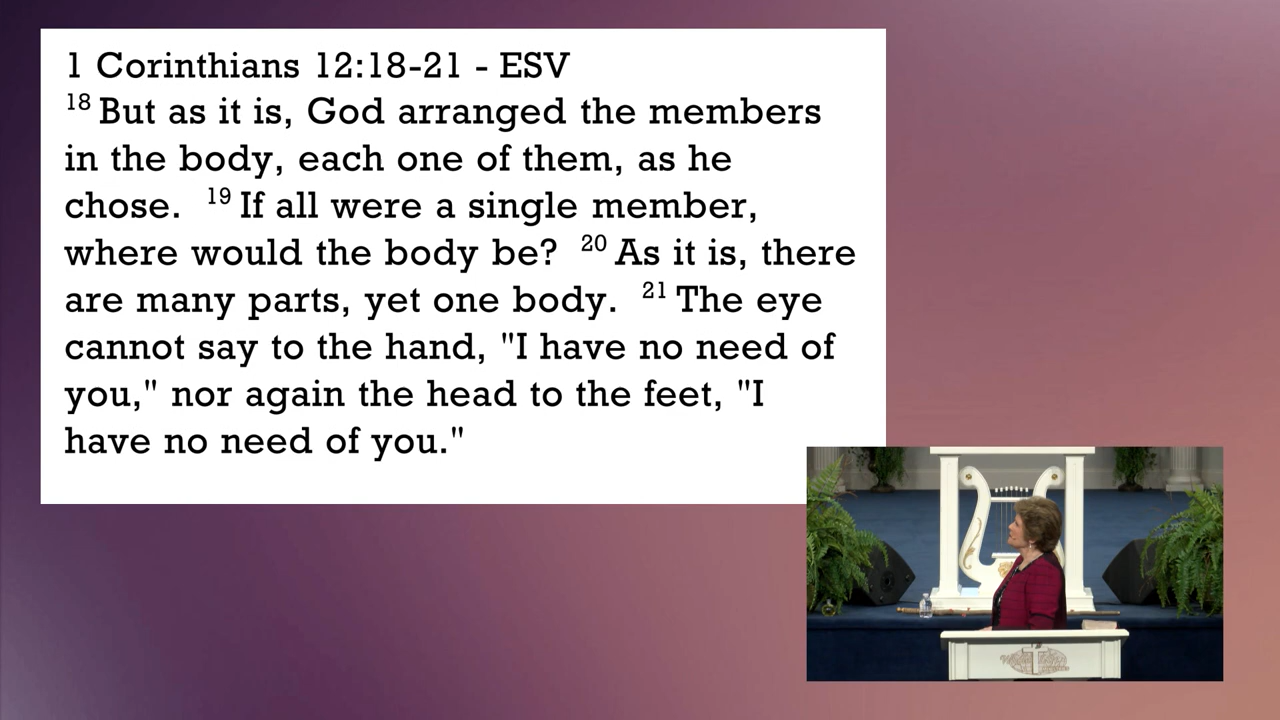 1 Corinthians 12:18-21 - ESV
18 But as it is, God arranged the members
in the body, each one of them, as he
chose. 19 If all were a single member,
where would the body be? 20 As it is, there
are many parts, yet one body. 21 The eye
cannot say to the hand, "I have no need of
you," nor again the head to the feet, "I
have no need of you."